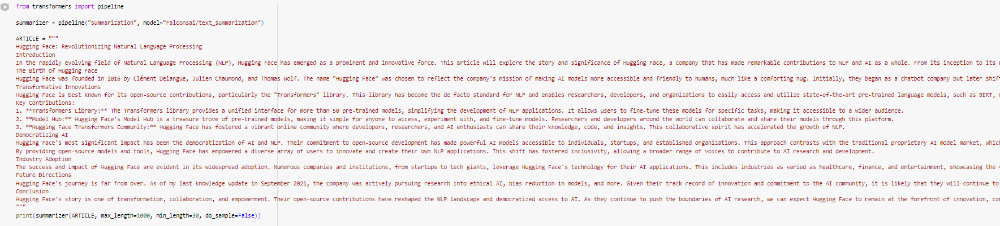 from transformers import pipeline
summarizer = pipeline("summarization", model="Falconsai/text_summarization")
ARTICLE = """
Hugging Face: Revolutionizing Natural Language Processing
Introduction
In the rapidly evolving field of Natural Language Processing (NLP), Hugging Face has emerged as a prominent and innovative force. This article will explore the story and significance of Hugging Face, a company that has made remarkable contributions to NLP and AI as a whole. From its inception to its
The Birth of Hugging Face
Hugging Face was founded in 2016 by Clément Delangue, Julien Chaumond, and Thomas Wolf. The name "Hugging Face" was chosen to reflect the company's mission of making AI models more accessible and friendly to humans, much like a comforting hug. Initially, they began as a chatbot company but later shift
Transformative Innovations
Hugging Face is best known for its open-source contributions, particularly the "Transformers" library. This library has become the de facto standard for NLP and enables researchers, developers, and organizations to easily access and utilize state-of-the-art pre-trained language models, such as BERT,
Key Contributions:
1. **Transformers Library:** The Transformers library provides a unified interface for more than 50 pre-trained models, simplifying the development of NLP applications. It allows users to fine-tune these models for specific tasks, making it accessible to a wider audience.
2. **Model Hub:** Hugging Face's Model Hub is a treasure trove of pre-trained models, making it simple for anyone to access, experiment with, and fine-tune models. Researchers and developers around the world can collaborate and share their models through this platform.
3. **Hugging Face Transformers Community:** Hugging Face has fostered a vibrant online community where developers, researchers, and AI enthusiasts can share their knowledge, code, and insights. This collaborative spirit has accelerated the growth of NLP.
Democratizing AI
Hugging Face's most significant impact has been the democratization of AI and NLP. Their commitment to open-source development has made powerful AI models accessible to individuals, startups, and established organizations. This approach contrasts with the traditional proprietary AI model market, whic
By providing open-source models and tools, Hugging Face has empowered a diverse array of users to innovate and create their own NLP applications. This shift has fostered inclusivity, allowing a broader range of voices to contribute to AI research and development.
Industry Adoption
The success and impact of Hugging Face are evident in its widespread adoption. Numerous companies and institutions, from startups to tech giants, leverage Hugging Face's technology for their AI applications. This includes industries as varied as healthcare, finance, and entertainment, showcasing the
Future Directions
Hugging Face's journey is far from over. As of my last knowledge update in September 2021, the company was actively pursuing research into ethical AI, bias reduction in models, and more. Given their track record of innovation and commitment to the AI community, it is likely that they will continue to
Conclusion
Hugging Face's story is one of transformation, collaboration, and empowerment. Their open-source contributions have reshaped the NLP landscape and democratized access to AI. As they continue to push the boundaries of AI research, we can expect Hugging Face to remain at the forefront of innovation, co
"""
print(summarizer(ARTICLE, max_length=1000, min_length=30, do_sample=False))